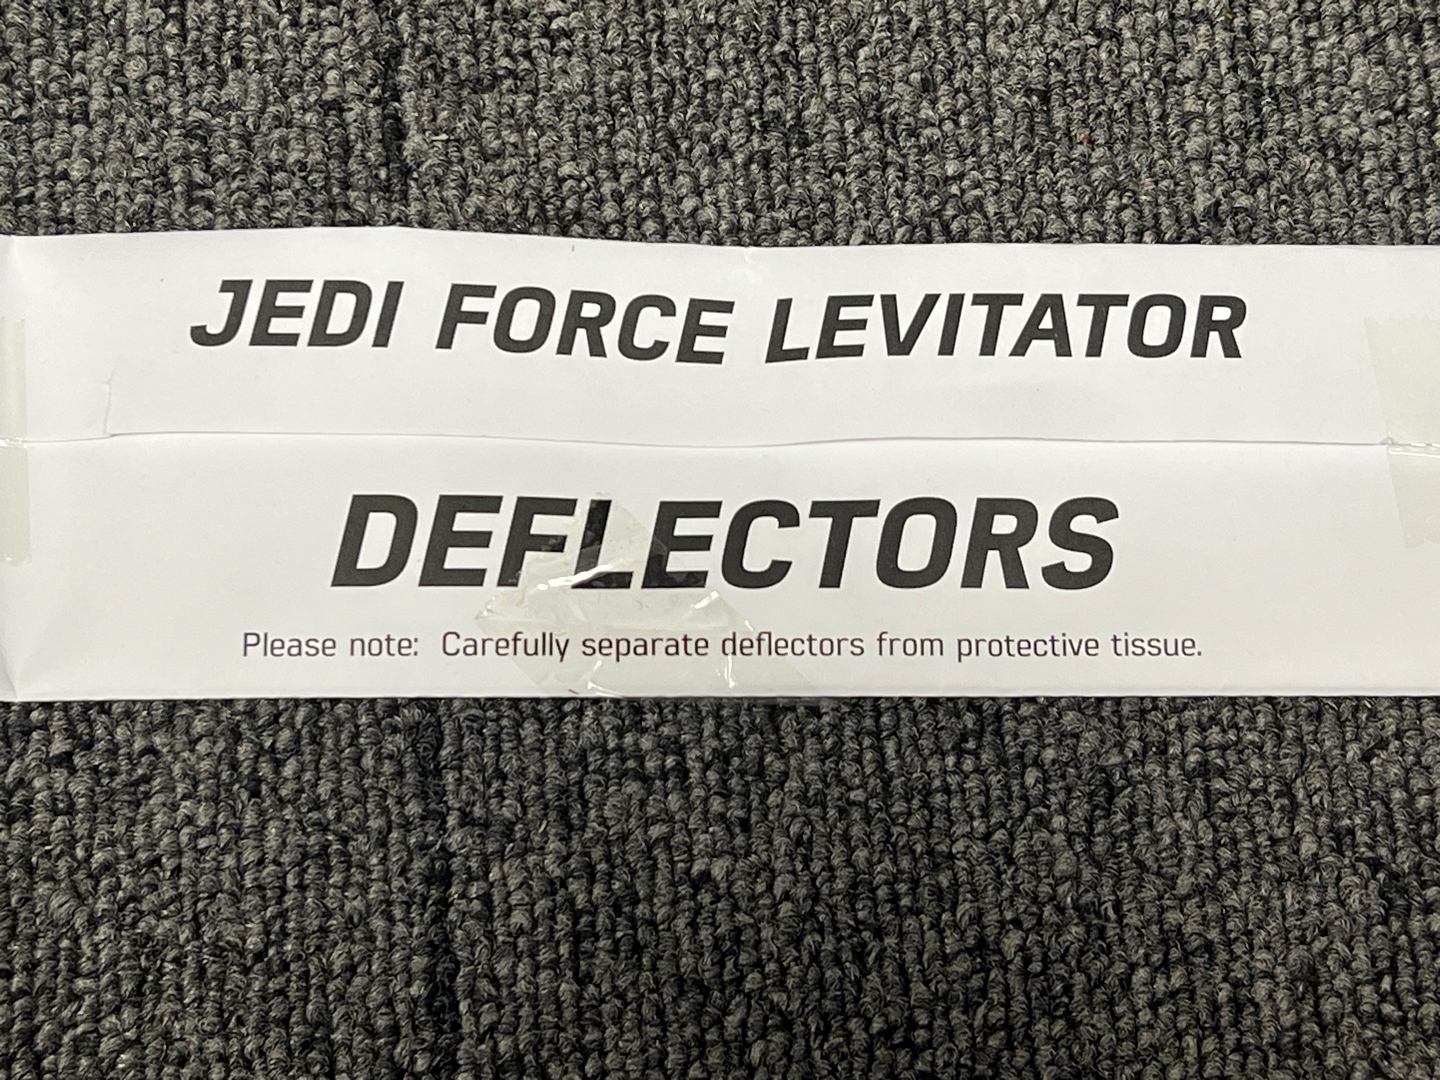 JEDI FORCE LEVITATOR
DEFLECTORS
Please note: Carefully separate deflectors from protective tissue.